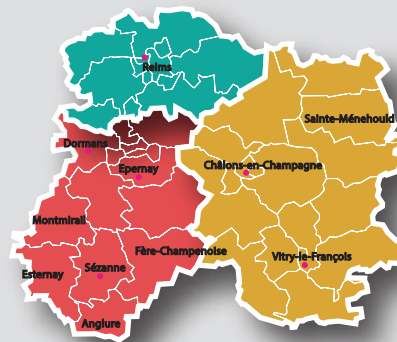 Reims
Sainte-Ménehould
Dormans
Epernay
Châlons-en-Champagne
Montmirail
Fère-Champenoise
Vitry-le-François
Esternay
Sézanne
Anglure